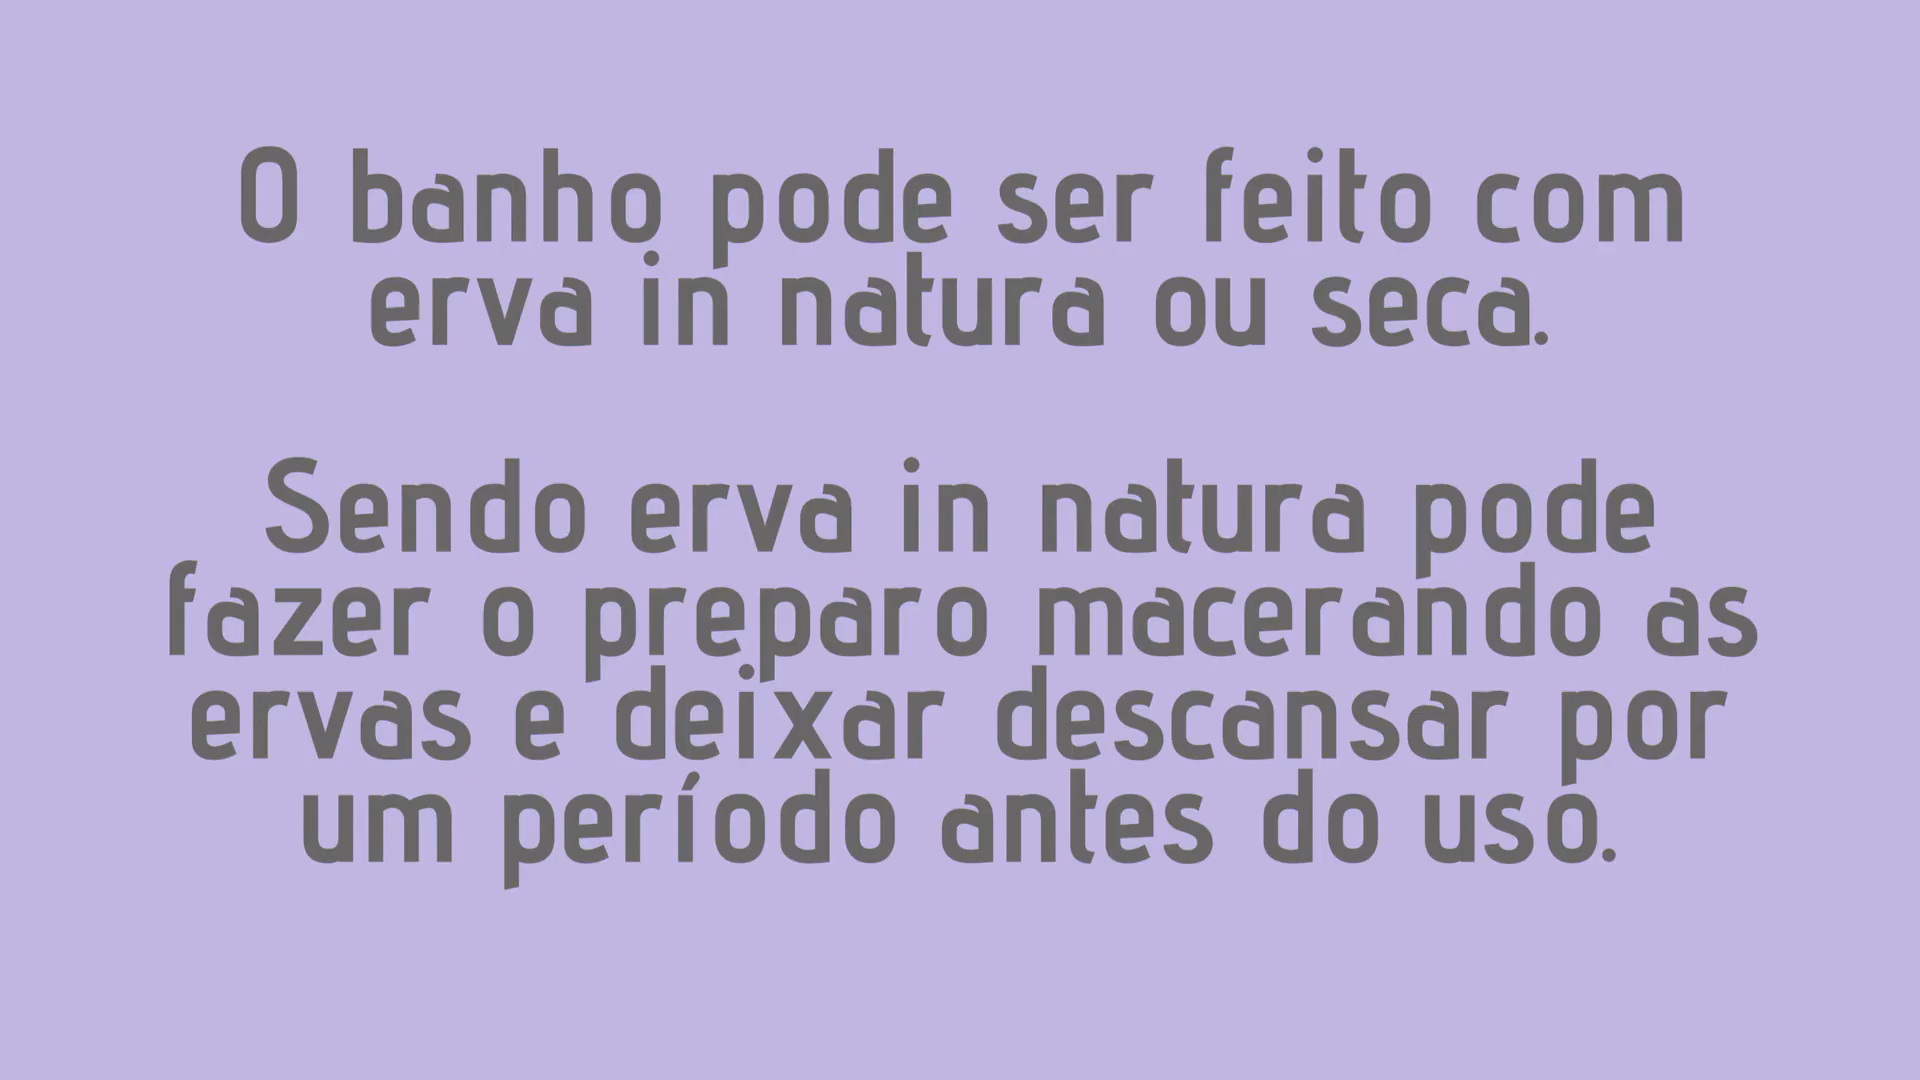 O banho pode ser feito com
erva in natura ou seca.
Sendo erva in natura pode
fazer o preparo macerando as
ervas e deixar descansar por
um período antes do uso.